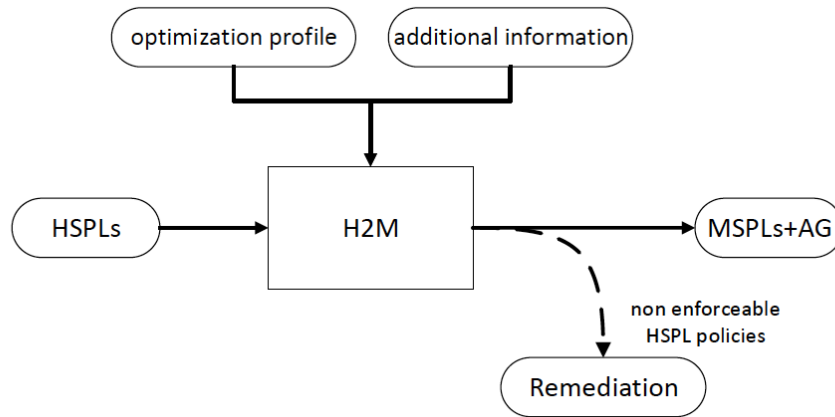 optimization profile
additional information
HSPLs
H2M
MSPLs+AG
non enforceable
HSPL policies
Remediation